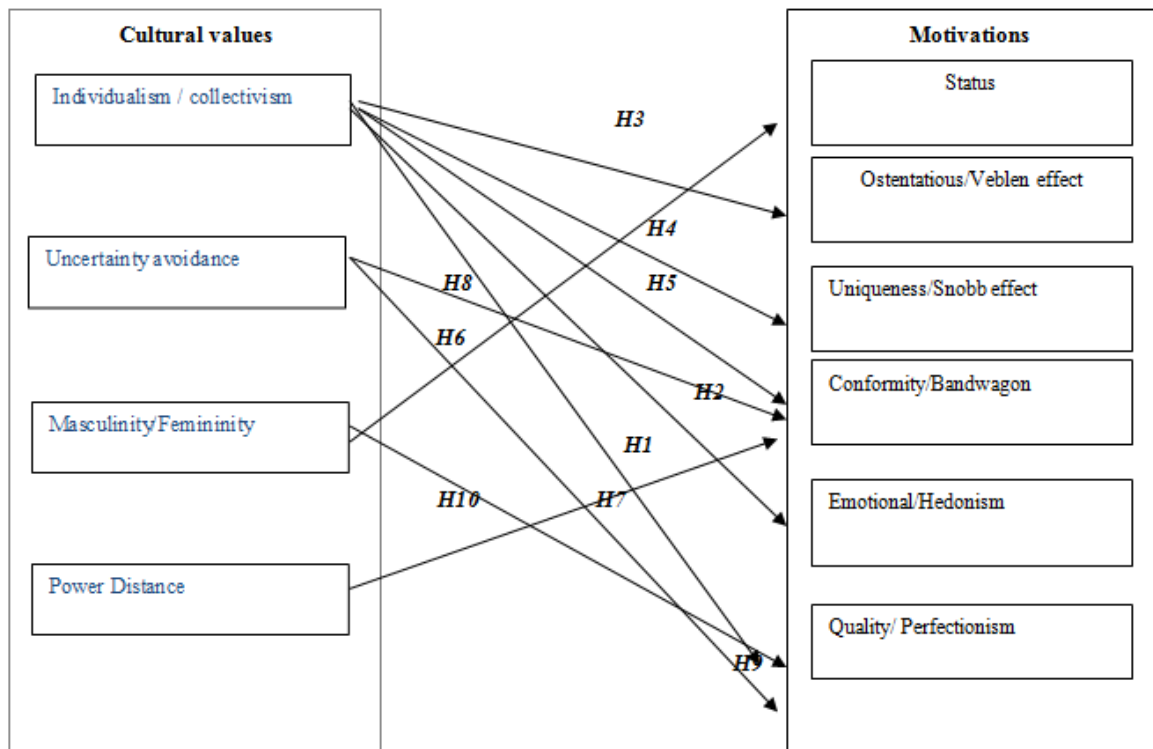 Cultural values
Motivations
Individualism / collectivism
Status
H3
Ostentatious/Veblen effect
H4
Uncertainty avoidance
H8
H5
Uniqueness/Snobb effect
H6
Conformity/Bandwagon
H2
Masculinity/Femininity
H1
H10
H7
Emotional/Hedonism
Power Distance
Quality/ Perfectionism
H9